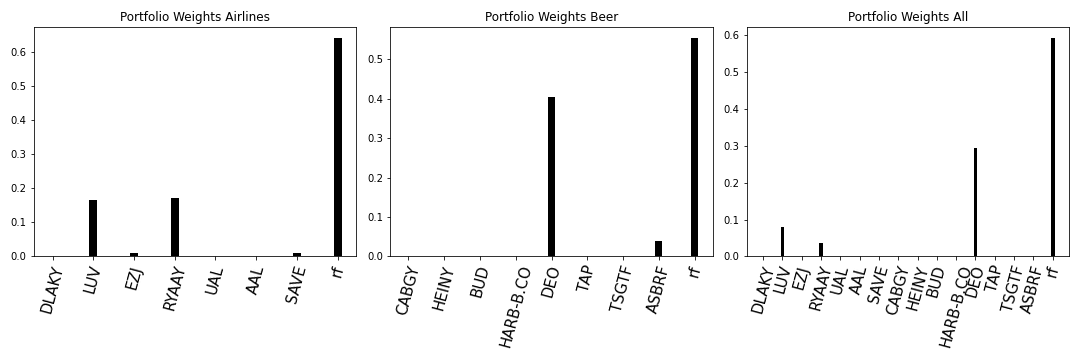 Portfolio Weights Airlines
0.6
0.5
0.4
0.3
0.2
0.1
0.0
DLAKY
LUV
EZJ
RYAAY
UAL
AAL
SAVE
rf
Portfolio Weights Beer
0.5
0.4
0.3
0.2
0.1
0.0
CABGY
HEINY
BUD
HARB-B.CO
DEO
TAP
TSGTF
ASBRF
rf
Portfolio Weights All
0.6
0.5
0.4
0.3
0.2
0.1
0.0
DLAKY
LUV
EZJ
RYAAY
UAL
AAL
SAVE
CABGY
HEINY
BUD
HARB-B.CO
DEO
TAP
TSGTF
ASBRF
rf